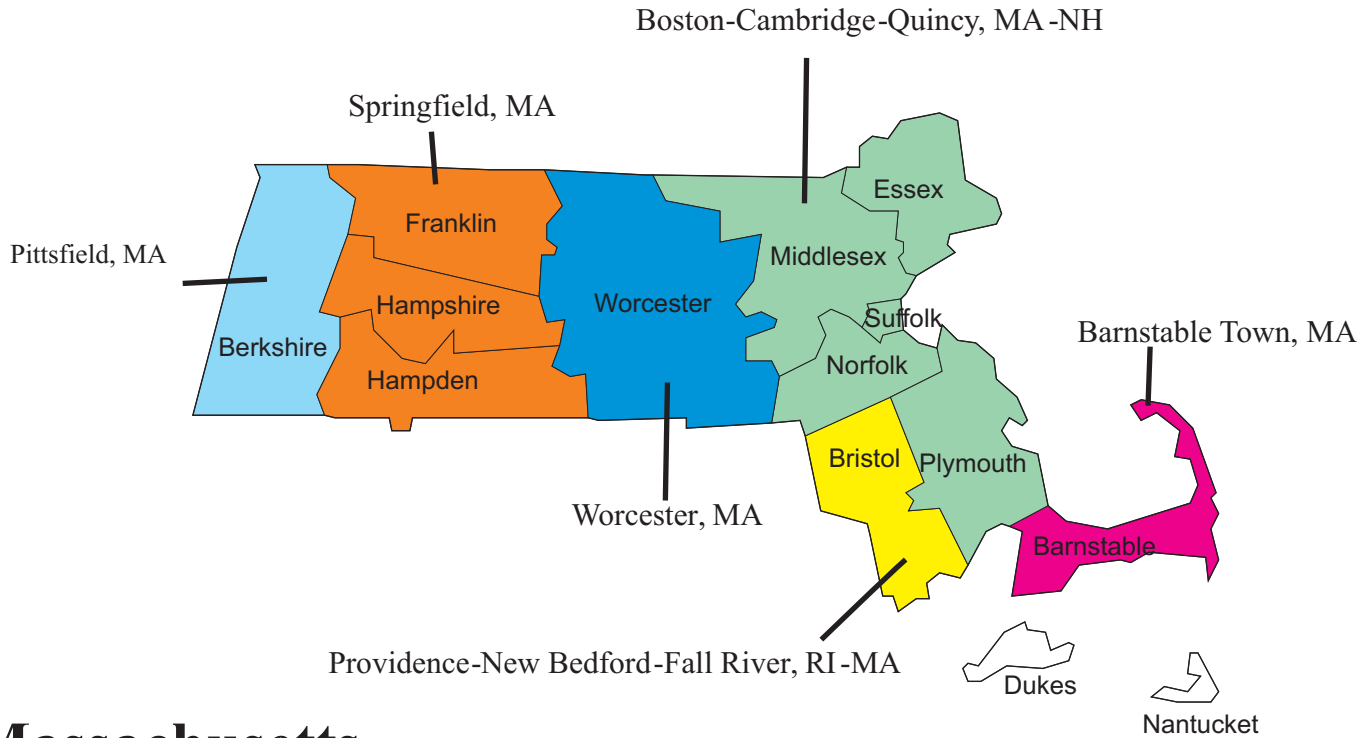 Boston-Cambridge-Quincy, MA-NH
Springfield, MA
Essex
Franklin
Pittsfield, MA
Middlesex
Hampshire
Worcester
Suffolk
Barnstable Town, MA
Berkshire
Norfolk
Hampden
Bristol
Plymouth
Worcester, MA
Barnstable
Providence-New Bedford-Fall River, RI-MA
Dukes
Nantucket
Massachusetts